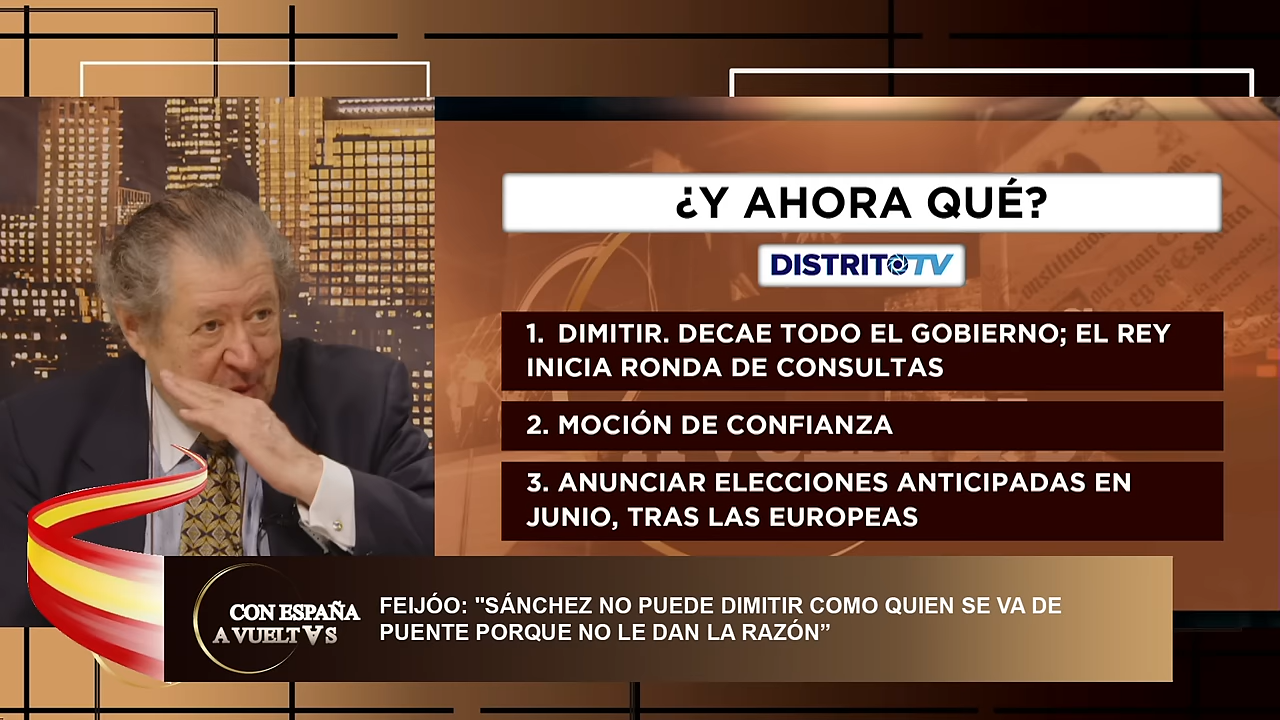 ¿Y AHORA QUÉ?
DISTRITOTV
1. DIMITIR. DECAE TODO EL GOBIERNO; EL REY
INICIA RONDA DE CONSULTAS
2. MOCIÓN DE CONFIANZA
3. ANUNCIAR ELECCIONES ANTICIPADAS EN
JUNIO, TRAS LAS EUROPEAS
CON ESPAÑA
A VUELTAS
FEIJÓO: "SÁNCHEZ NO PUEDE DIMITIR COMO QUIEN SE VA DE
PUENTE PORQUE NO LE DAN LA RAZÓN”